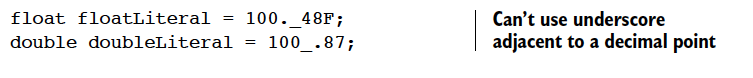 float floatLiteral = 100._48F;
double doubleLiteral = 100_.87;
Can't use underscore
adjacent to a decimal point